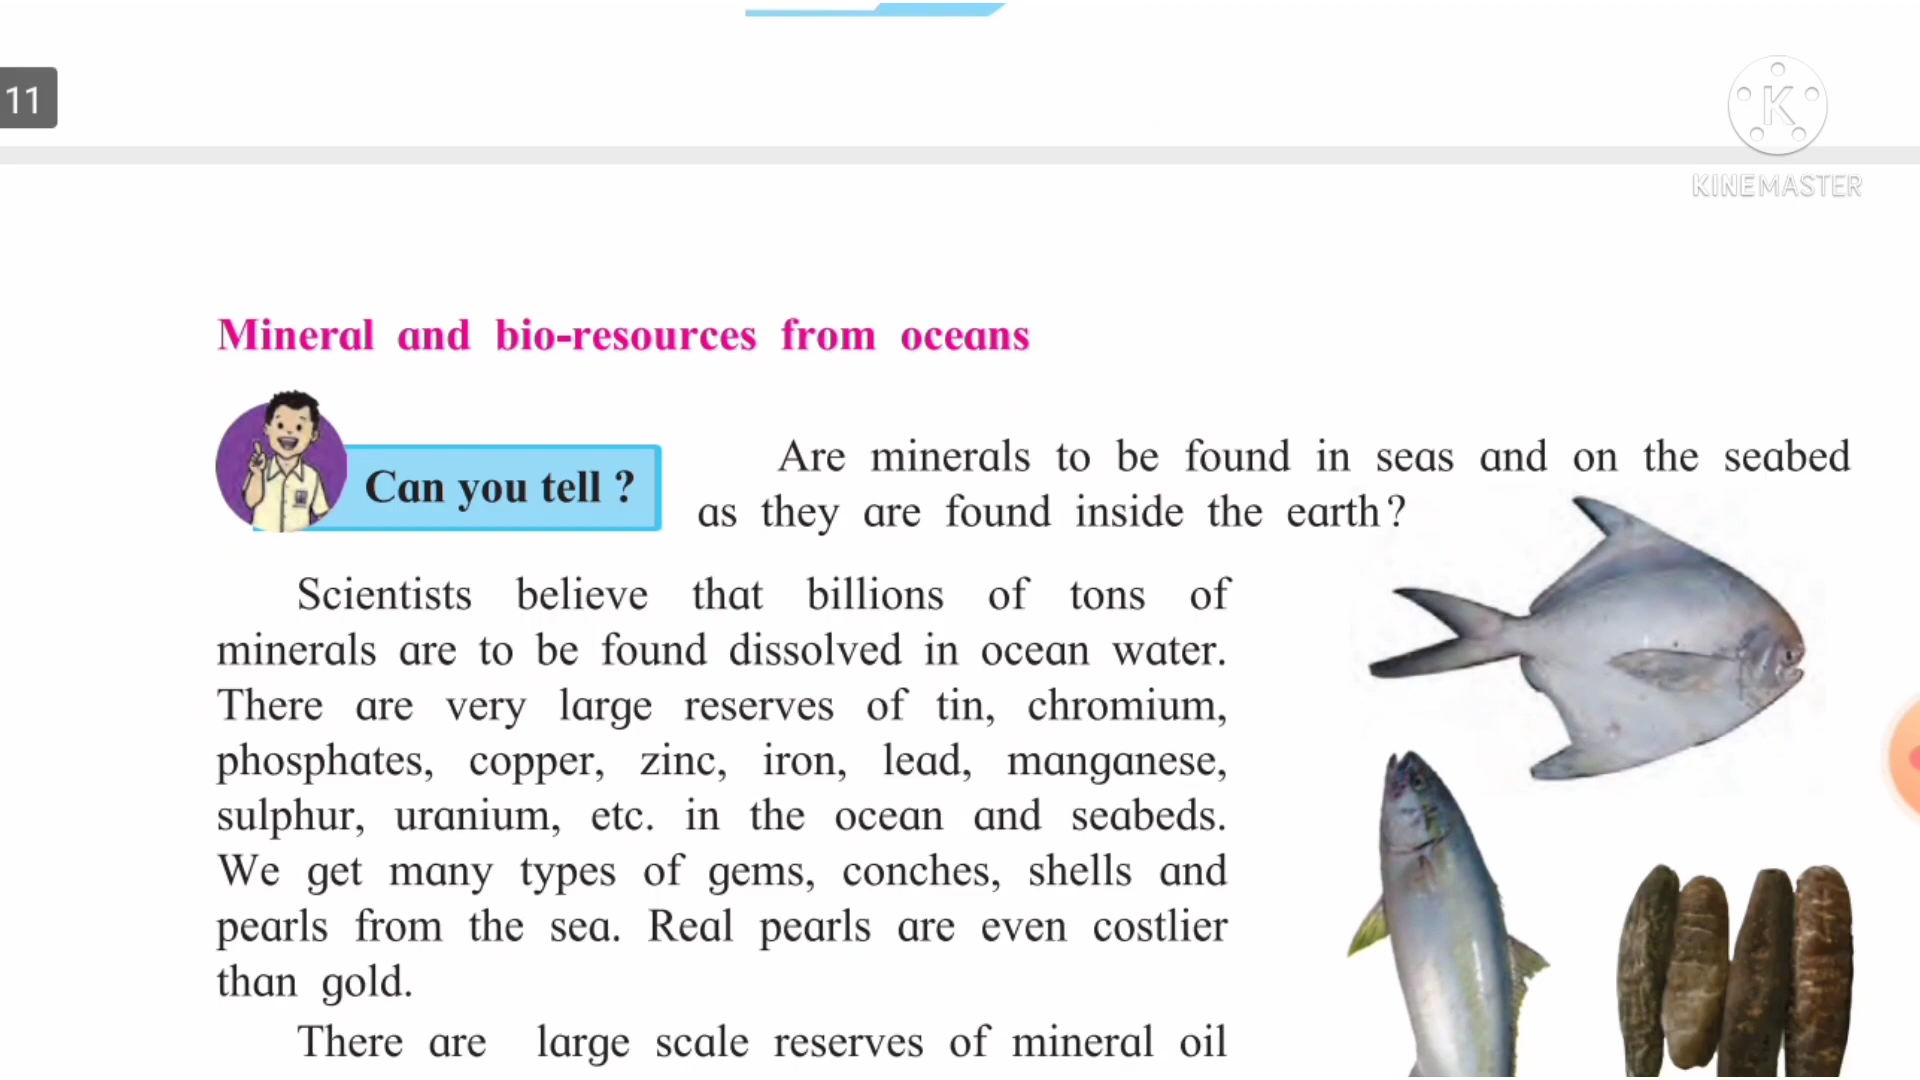 11
K
KINEMASTER
Mineral and bio-resources from oceans
Can you tell ?
Are minerals to be found in seas and on the seabed
as they are found inside the earth?
Scientists believe that billions of tons of
minerals are to be found dissolved in ocean water.
There are very large reserves of tin, chromium,
phosphates, copper, zinc, iron, lead, manganese,
sulphur, uranium, etc. in the ocean and seabeds.
We get many types of gems, conches, shells and
pearls from the sea. Real pearls are even costlier
than gold.
There are large scale reserves of mineral oil